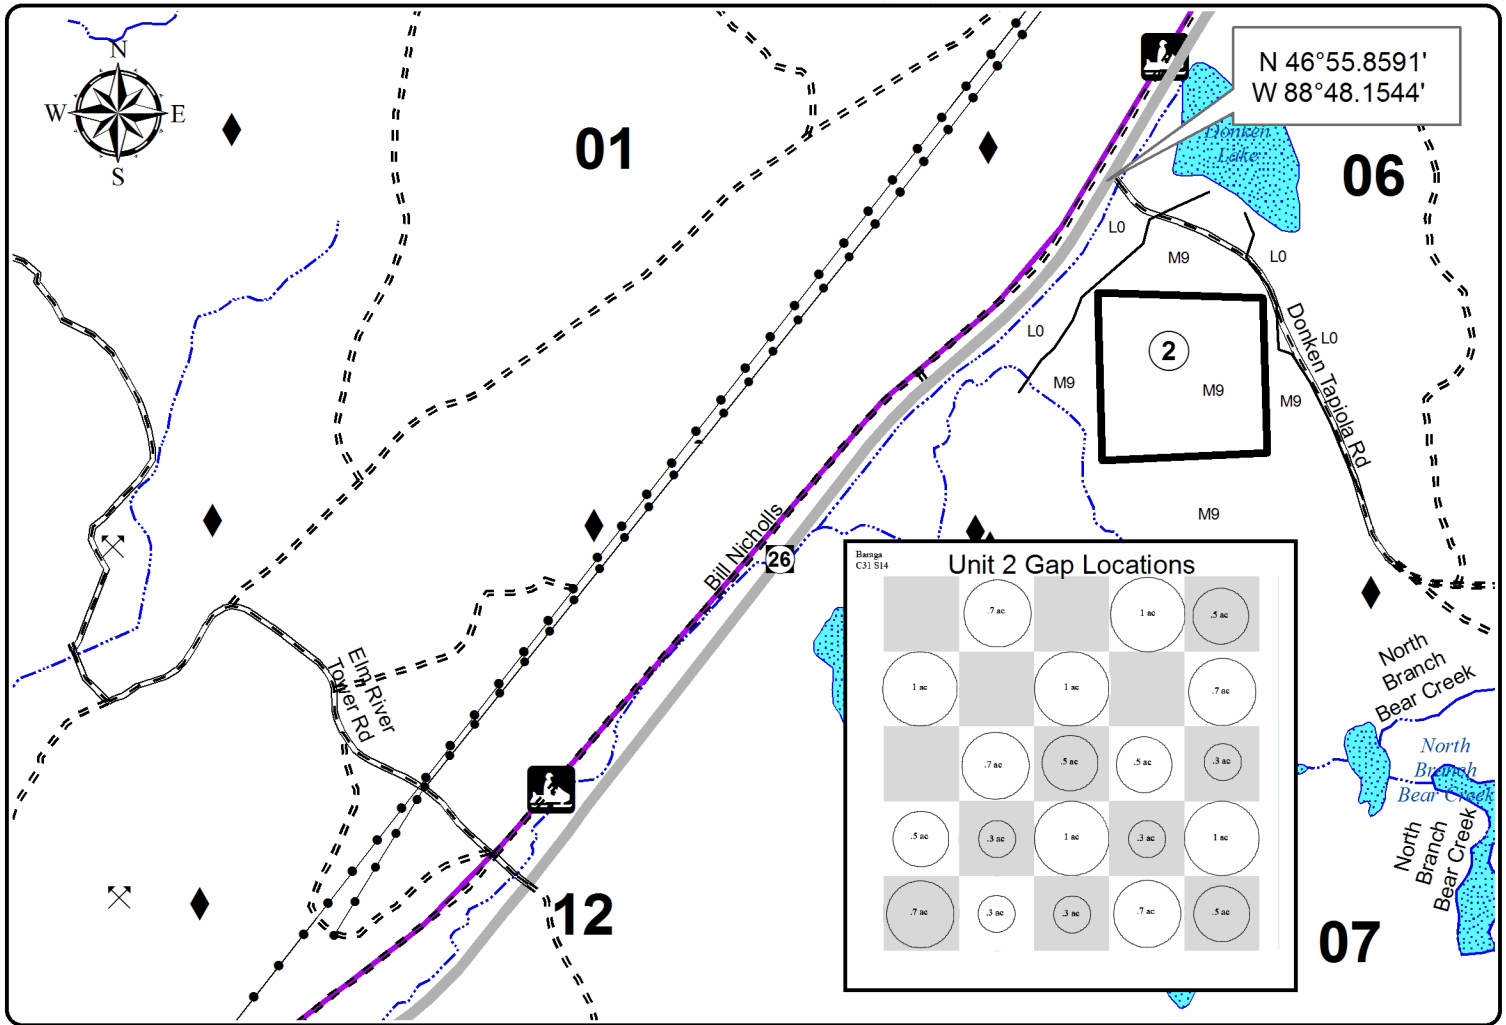 N
W
E
S
01
N 46°55.8591'
W 88°48.1544'
Donken
Lake
06
L0
M9
L0
L0
L0
2
M9
M9
M9
M9
Donken Tapiola Rd
Bill Nicholls
26
Elm River
Tower Rd
12
07
North
Branch
Bear Creek
North
Branch
Bear Creek
North
Branch
Bear Creek
Baraga
C31 S14
Unit 2 Gap Locations
.7 ac
1 ac
.5 ac
1 ac
1 ac
.7 ac
.7 ac
.5 ac
.5 ac
.3 ac
.5 ac
.3 ac
1 ac
.3 ac
1 ac
.7 ac
.3 ac
.3 ac
.7 ac
.5 ac